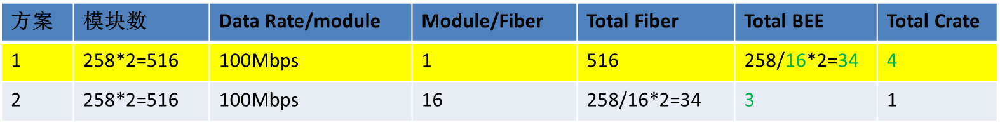 方案 模块数 Data Rate/module Module/Fiber Total Fiber Total BEE Total Crate
1 258*2=516 100Mbps 1 516 258/16*2=34 4
2 258*2=516 100Mbps 16 258/16*2=34 3 1